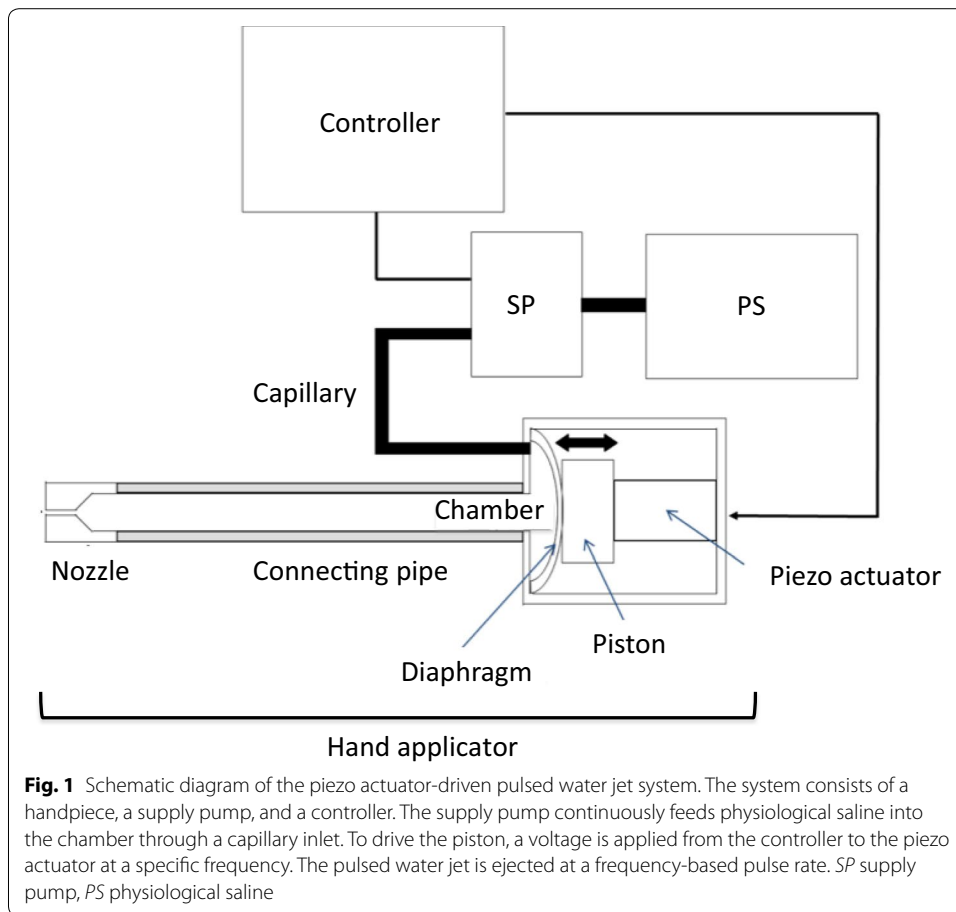 Controller
SP
PS
Capillary
Chamber
Nozzle
Connecting pipe
Piezo actuator
Piston
Diaphragm
Hand applicator
Fig. 1 Schematic diagram of the piezo actuator-driven pulsed water jet system. The system consists of a
handpiece, a supply pump, and a controller. The supply pump continuously feeds physiological saline into
the chamber through a capillary inlet. To drive the piston, a voltage is applied from the controller to the piezo
actuator at a specific frequency. The pulsed water jet is ejected at a frequency-based pulse rate. SP supply
pump, PS physiological saline